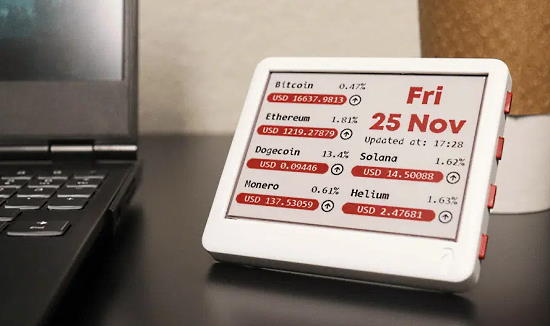 Bitcoin 0.47%
USD 16637.9813
Ethereum 1.81%
USD 1219.27879
Dogecoin 13.4%
USD 0.09446
Monero 0.61%
USD 137.53059
Fri
25 Nov
Updated at: 17:28
Solana 1.62%
USD 14.50088
Helium 1.63%
USD 2.47681